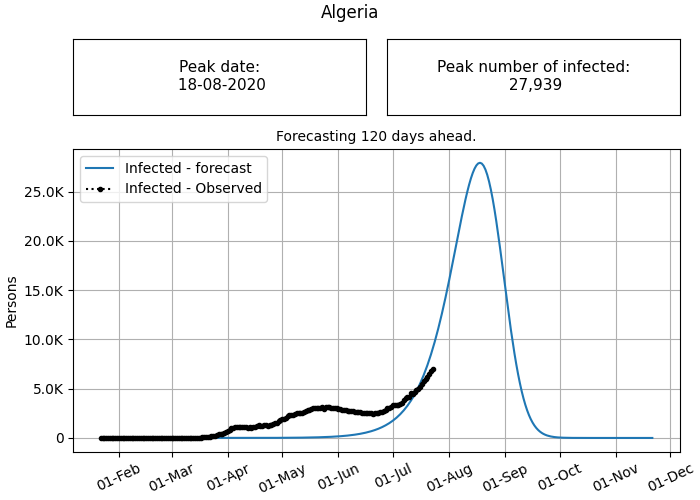 Algeria
Peak date:
18-08-2020
Peak number of infected:
27,939
Forecasting 120 days ahead.
Infected - forecast
Infected - Observed
25.0K
20.0K
15.0K
10.0K
5.0K
0
Persons
01-Feb
01-Mar
01-Apr
01-May
01-Jun
01-Jul
01-Aug
01-Sep
01-Oct
01-Nov
01-Dec